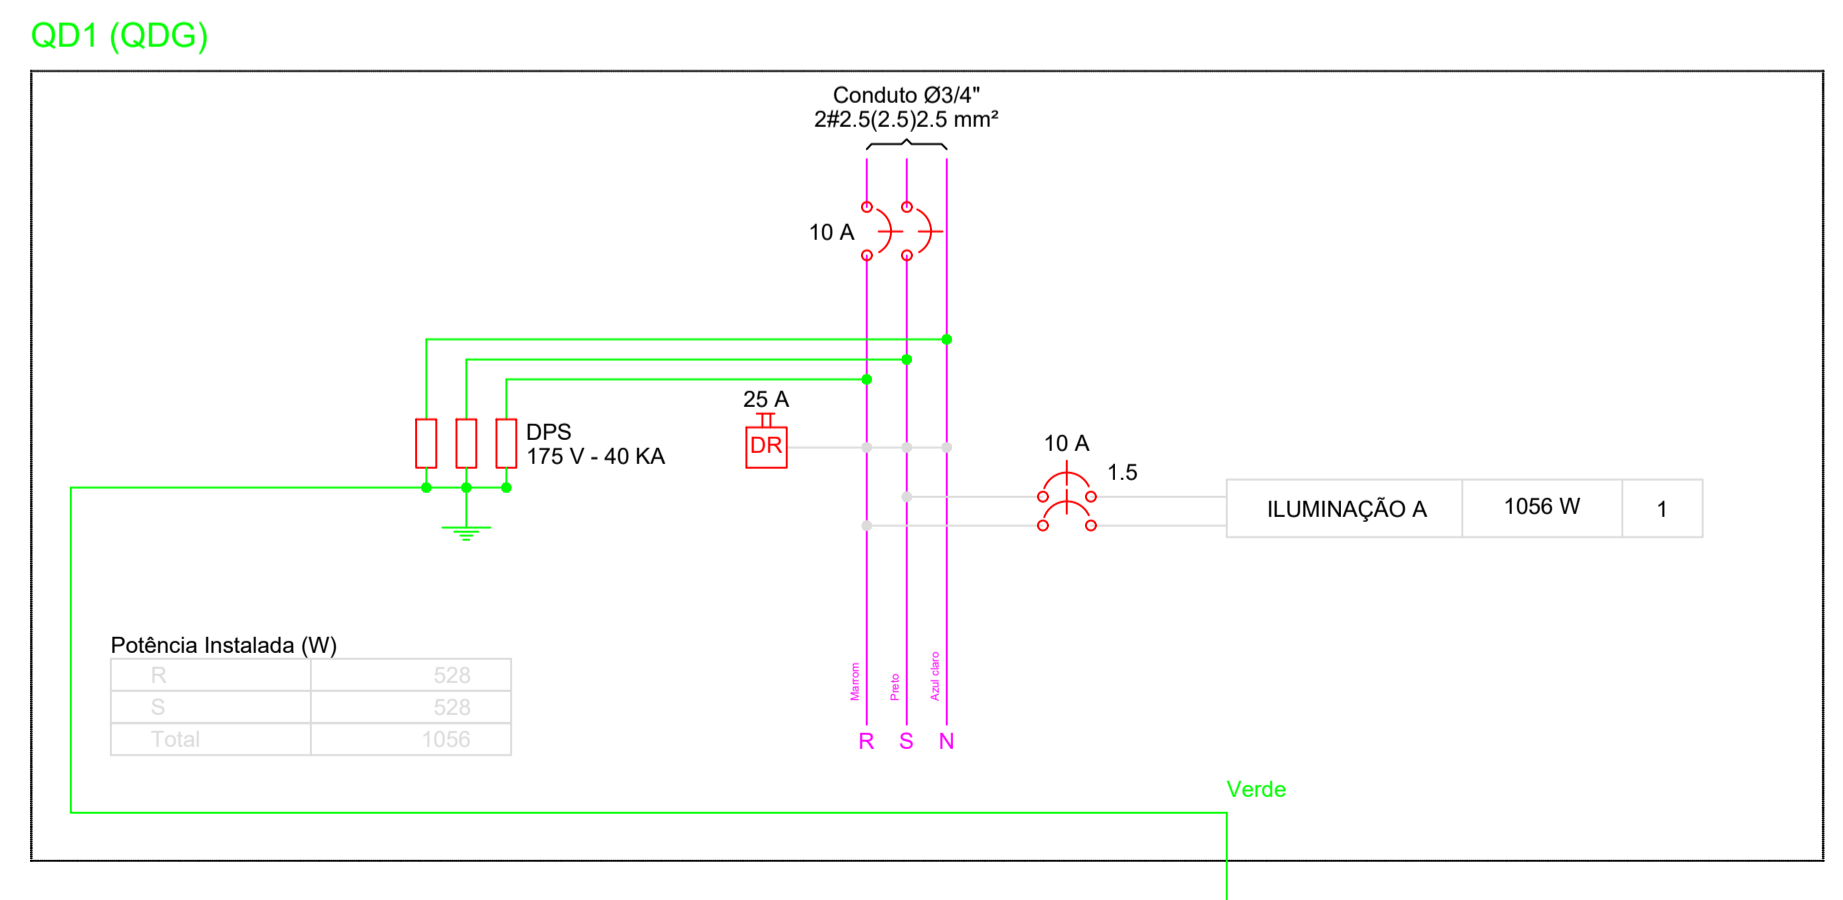 QD1 (QDG)
Conduto Ø3/4"
2#2.5(2.5)2.5 mm²
10 A
25 A
DR
DPS
175 V - 40 KA
10 A
1.5
ILUMINAÇÃO A 1056 W 1
Potência Instalada (W)
R 528
S 528
Total 1056
Marrom
Preto
Azul claro
R S N
Verde